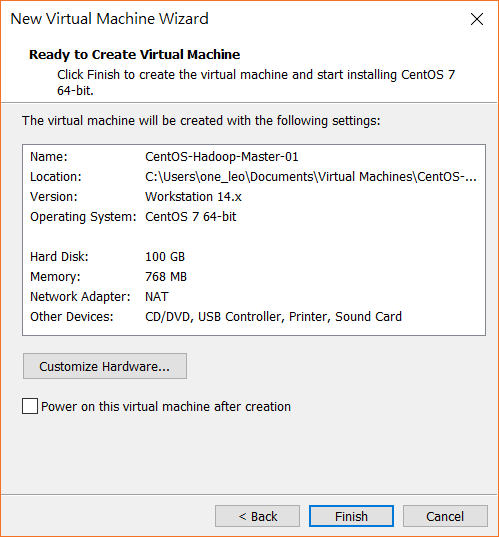 New Virtual Machine Wizard
Ready to Create Virtual Machine
Click Finish to create the virtual machine and start installing CentOS 7
64-bit.
The virtual machine will be created with the following settings:
Name: CentOS-Hadoop-Master-01
Location: C:\Users\one_leo\Documents\Virtual Machines\CentOS-...
Version: Workstation 14.x
Operating System: CentOS 7 64-bit
Hard Disk: 100 GB
Memory: 768 MB
Network Adapter: NAT
Other Devices: CD/DVD, USB Controller, Printer, Sound Card
Customize Hardware...
Power on this virtual machine after creation
< Back Finish Cancel